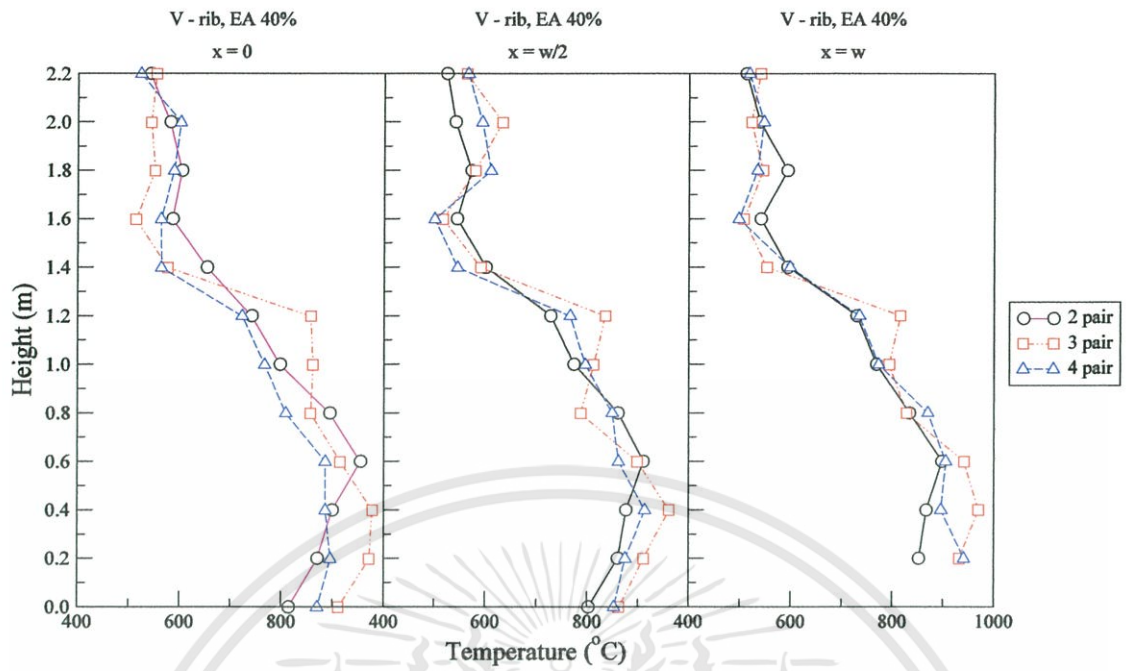 V - rib, EA 40% V - rib, EA 40% V - rib, EA 40%
x = 0 x = w/2 x = w
2.2
2.0
1.8
1.6
1.4
1.2
1.0
0.8
0.6
0.4
0.2
0.0
Height (m)
2 pair
3 pair
4 pair
400 600 800 400 600 800 400 600 800 1000
Temperature (°C)